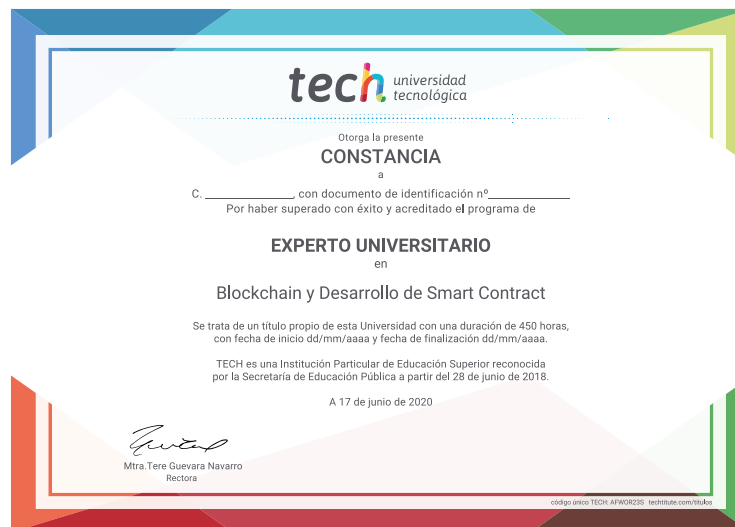 tech universidad
tecnológica
Otorga la presente
CONSTANCIA
a
C. ______________, con documento de identificación nº______________
Por haber superado con éxito y acreditado el programa de
EXPERTO UNIVERSITARIO
en
Blockchain y Desarrollo de Smart Contract
Se trata de un título propio de esta Universidad con una duración de 450 horas,
con fecha de inicio dd/mm/aaaa y fecha de finalización dd/mm/aaaa.
TECH es una Institución Particular de Educación Superior reconocida
por la Secretaría de Educación Pública a partir del 28 de junio de 2018.
A 17 de junio de 2020
Mtra.Tere Guevara Navarro
Rectora
código único TECH: AFWOR23S techtitute.com/titulos